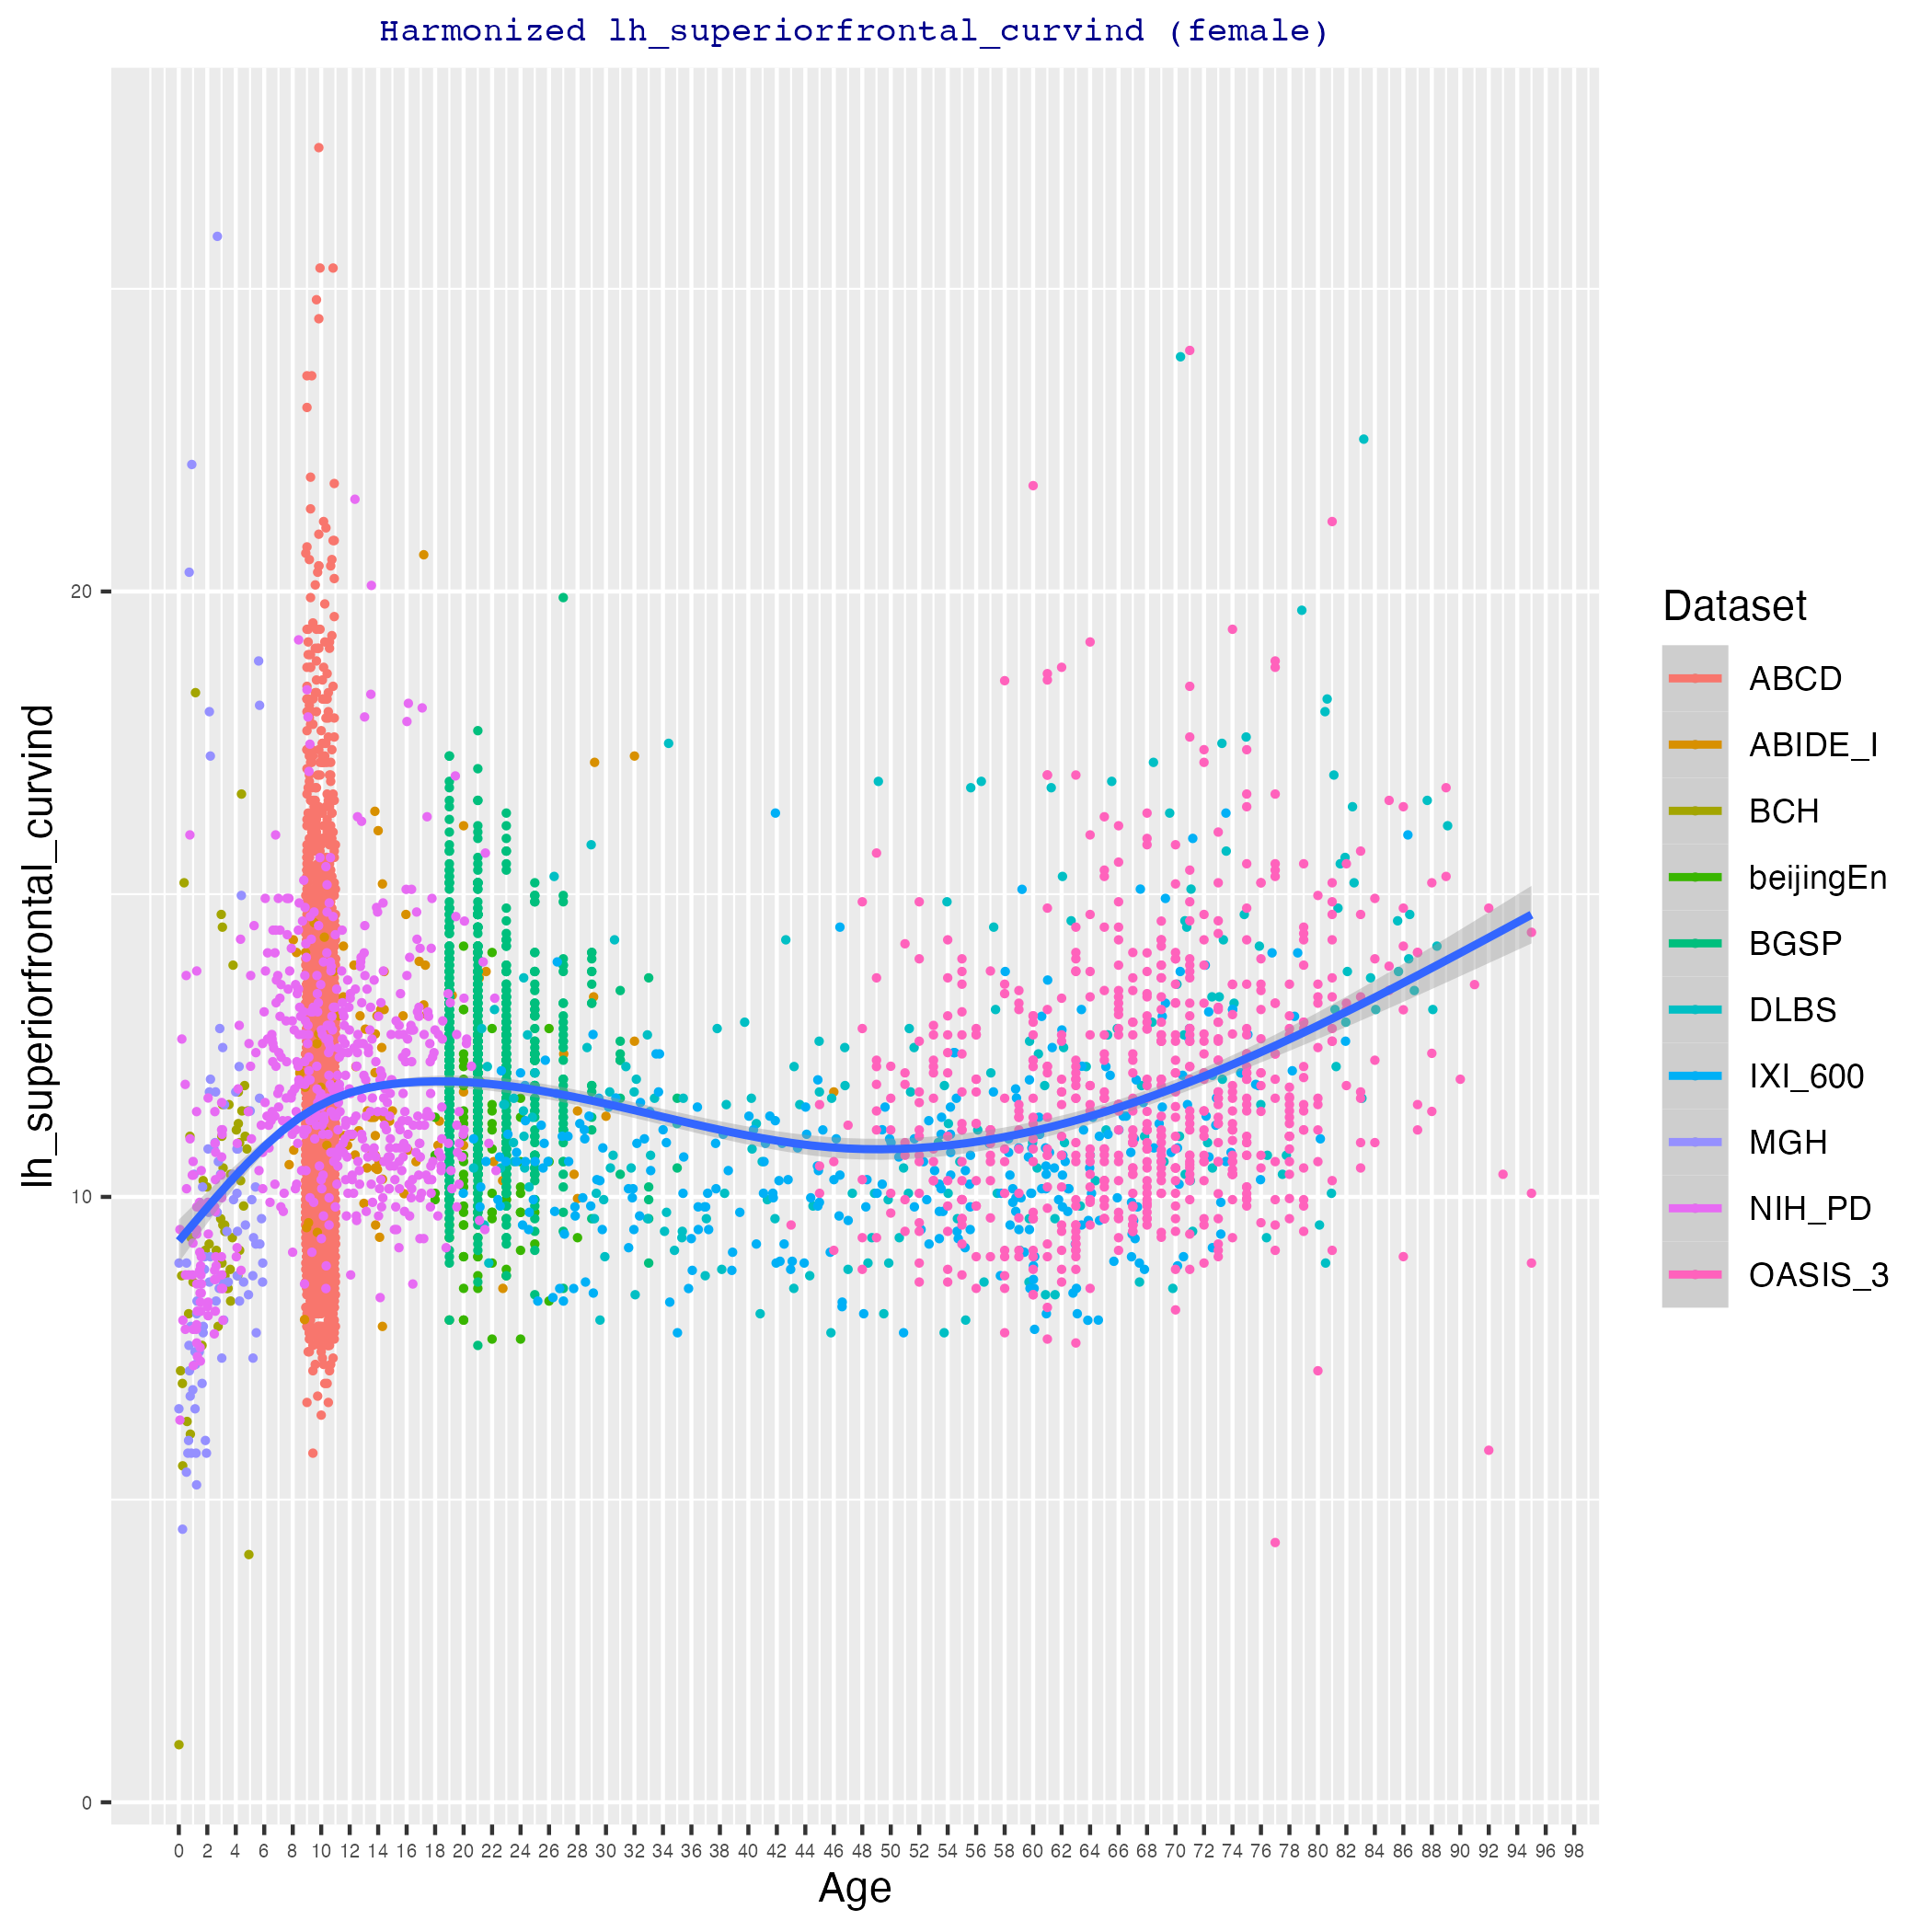 Harmonized lh_superiorfrontal_curvind (female)
lh_superiorfrontal_curvind
20
10
0
0 2 4 6 8 10 12 14 16 18 20 22 24 26 28 30 32 34 36 38 40 42 44 46 48 50 52 54 56 58 60 62 64 66 68 70 72 74 76 78 80 82 84 86 88 90 92 94 96 98
Age
Dataset
ABCD
ABIDE_I
BCH
beijingEn
BGSP
DLBS
IXI_600
MGH
NIH_PD
OASIS_3